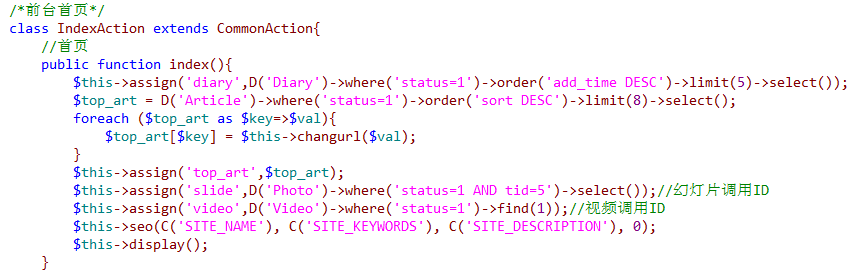 /*前台首页*/
class IndexAction extends CommonAction{
    //首页
    public function index(){
        $this->assign('diary',D('Diary')->where('status=1')->order('add_time DESC')->limit(5)->select());
        $top_art = D('Article')->where('status=1')->order('sort DESC')->limit(8)->select();
        foreach ($top_art as $key=>$val){
            $top_art[$key] = $this->changurl($val);
        }
        $this->assign('top_art',$top_art);
        $this->assign('slide',D('Photo')->where('status=1 AND tid=5')->select());//幻灯片调用ID
        $this->assign('video',D('Video')->where('status=1')->find(1));//视频调用ID
        $this->seo(C('SITE_NAME'), C('SITE_KEYWORDS'), C('SITE_DESCRIPTION'), 0);
        $this->display();
    }